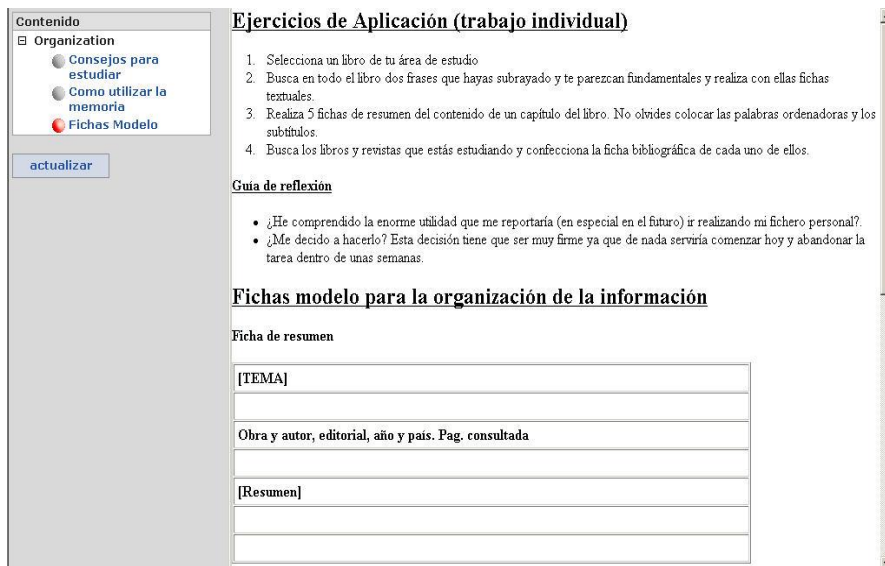 Contenido
Organization
Consejos para
estudiar
Como utilizar la
memoria
Fichas Modelo
actualizar
Ejercicios de Aplicación (trabajo individual)
1. Selecciona un libro de tu área de estudio
2. Busca en todo el libro dos frases que hayas subrayado y te parezcan fundamentales y realiza con ellas fichas
textuales.
3. Realiza 5 fichas de resumen del contenido de un capítulo del libro. No olvides colocar las palabras ordenadoras y los
subtítulos.
4. Busca los libros y revistas que estás estudiando y confecciona la ficha bibliográfica de cada uno de ellos.
Guía de reflexión
• ¿He comprendido la enorme utilidad que me reportaría (en especial en el futuro) ir realizando mi fichero personal?.
• ¿Me decido a hacerlo? Esta decisión tiene que ser muy firme ya que de nada serviría comenzar hoy y abandonar la
tarea dentro de unas semanas.
Fichas modelo para la organización de la información
Ficha de resumen
[TEMA]
Obra y autor, editorial, año y país. Pag. consultada
[Resumen]